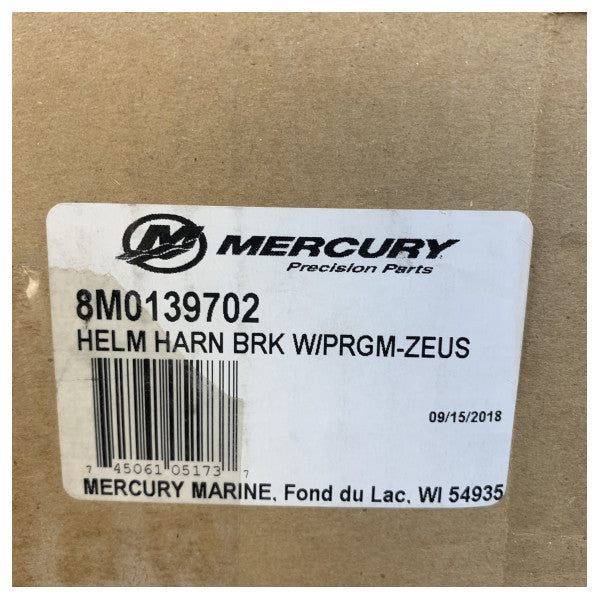 MERCURY
Precision Parts
8M0139702
HELM HARN BRK W/PRGM-ZEUS
09/15/2018
7 45061 05173 7
MERCURY MARINE, Fond du Lac, WI 54935